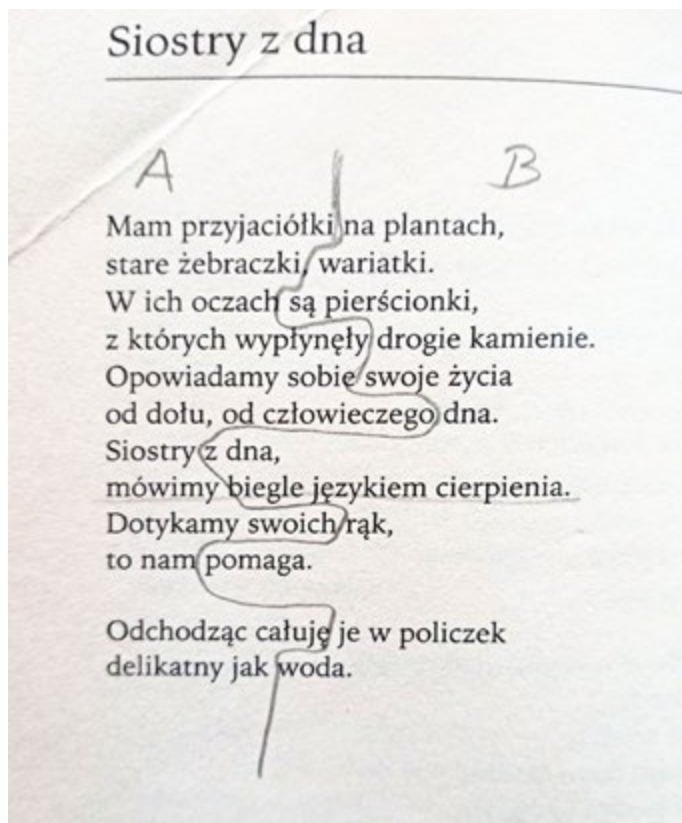 Siostry z dna
A B
Mam przyjaciółki na plantach,
stare żebraczki, wariatki.
W ich oczach są pierścionki,
z których wypłynęły drogie kamienie.
Opowiadamy sobie swoje życia
od dołu, od człowieczego dna.
Siostry z dna,
mówimy biegle językiem cierpienia.
Dotykamy swoich rąk,
to nam pomaga.
Odchodząc całuję je w policzek
delikatny jak woda.